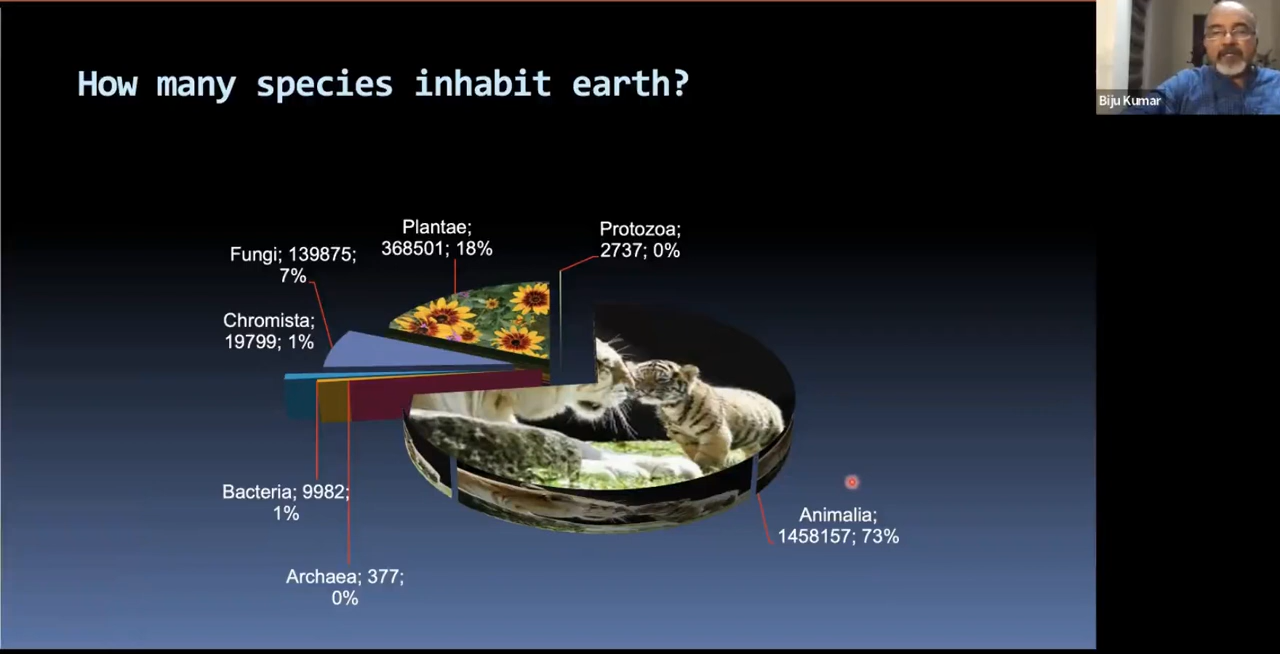 How many species inhabit earth?
Biju Kumar
Plantae;
368501; 18%
Protozoa;
2737; 0%
Fungi; 139875;
7%
Chromista;
19799; 1%
Bacteria; 9982;
1%
Animalia;
1458157; 73%
Archaea; 377;
0%